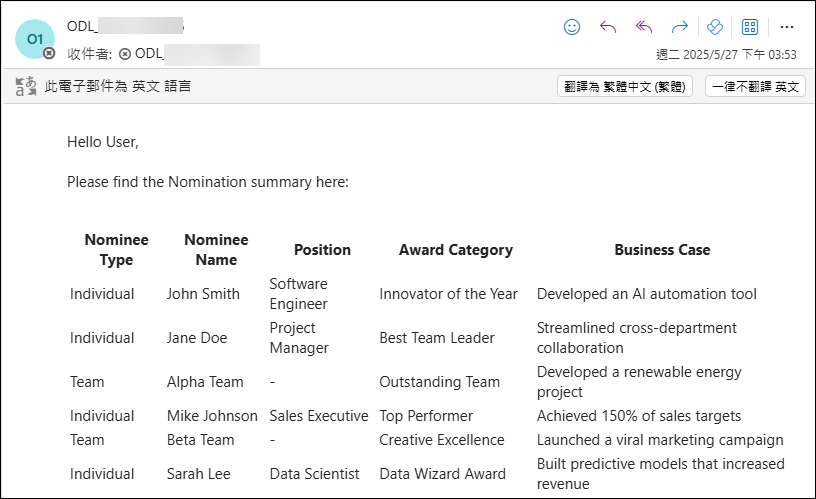 O1
ODL_
收件者: ODL_
週二 2025/5/27 下午 03:53
此電子郵件為 英文 語言
翻譯為 繁體中文 (繁體)
一律不翻譯 英文
Hello User,
Please find the Nomination summary here:
Nominee Type Nominee Name Position Award Category Business Case
Individual John Smith Software Engineer Innovator of the Year Developed an AI automation tool
Individual Jane Doe Project Manager Best Team Leader Streamlined cross-department collaboration
Team Alpha Team - Outstanding Team Developed a renewable energy project
Individual Mike Johnson Sales Executive Top Performer Achieved 150% of sales targets
Team Beta Team - Creative Excellence Launched a viral marketing campaign
Individual Sarah Lee Data Scientist Data Wizard Award Built predictive models that increased revenue